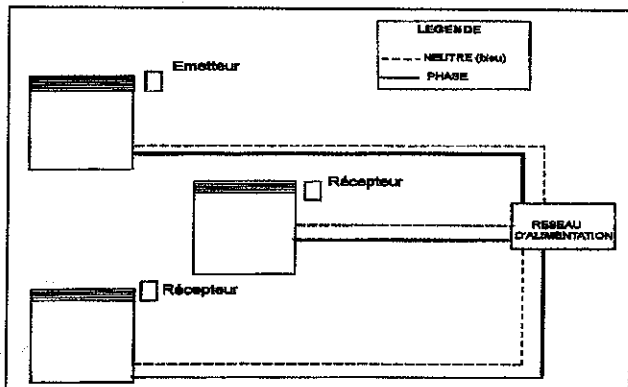 LEGENDE
NEUTRE (bleu)
PHASE
Emetteur
Récepteur
RESEAU
D'ALIMENTATION
Récepteur